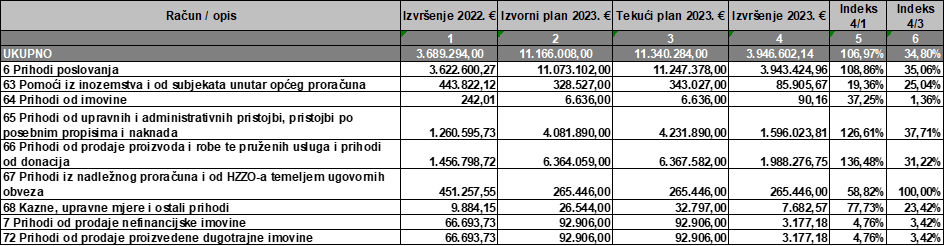 Račun / opis Izvršenje 2022. € Izvorni plan 2023. € Tekući plan 2023. € Izvršenje 2023. € Indeks 4/1 Indeks 4/3
1 2 3 4 5 6
UKUPNO 3.689.294,00 11.166.008,00 11.340.284,00 3.946.602,14 106,97% 34,80%
6 Prihodi poslovanja 3.622.600,27 11.073.102,00 11.247.378,00 3.943.424,96 108,86% 35,06%
63 Pomoći iz inozemstva i od subjekata unutar općeg proračuna 443.822,12 328.527,00 343.027,00 85.905,67 19,36% 25,04%
64 Prihodi od imovine 242,01 6.636,00 6.636,00 90,16 37,25% 1,36%
65 Prihodi od upravnih i administrativnih pristojbi, pristojbi po
posebnim propisima i naknada 1.260.595,73 4.081.890,00 4.231.890,00 1.596.023,81 126,61% 37,71%
66 Prihodi od prodaje proizvoda i robe te pruženih usluga i prihodi
od donacija 1.456.798,72 6.364.059,00 6.367.582,00 1.988.276,75 136,48% 31,22%
67 Prihodi iz nadležnog proračuna i od HZZO-a temeljem ugovornih
obveza 451.257,55 265.446,00 265.446,00 265.446,00 58,82% 100,00%
68 Kazne, upravne mjere i ostali prihodi 9.884,15 26.544,00 32.797,00 7.682,57 77,73% 23,42%
7 Prihodi od prodaje nefinancijske imovine 66.693,73 92.906,00 92.906,00 3.177,18 4,76% 3,42%
72 Prihodi od prodaje proizvedene dugotrajne imovine 66.693,73 92.906,00 92.906,00 3.177,18 4,76% 3,42%